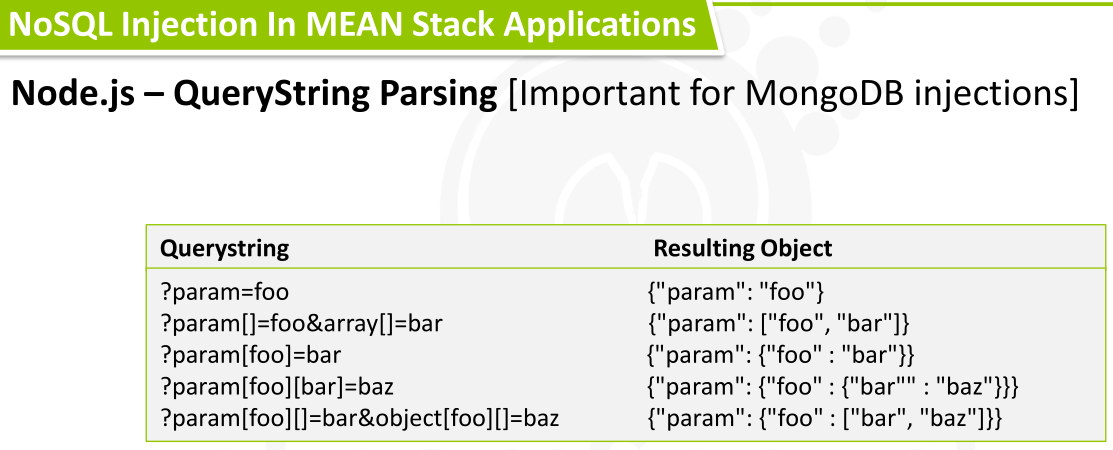 NoSQL Injection In MEAN Stack Applications
Node.js – QueryString Parsing [Important for MongoDB injections]
Querystring Resulting Object
?param=foo {"param": "foo"}
?param[]=foo&array[]=bar {"param": ["foo", "bar"]}
?param[foo]=bar {"param": {"foo" : "bar"}}
?param[foo][bar]=baz {"param": {"foo" : {"bar"" : "baz"}}}
?param[foo][]=bar&object[foo][]=baz {"param": {"foo" : ["bar", "baz"]}}